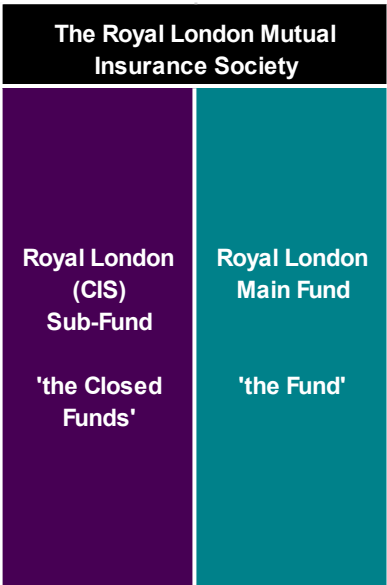 The Royal London Mutual
Insurance Society
Royal London
(CIS)
Sub-Fund
'the Closed
Funds'
Royal London
Main Fund
'the Fund'